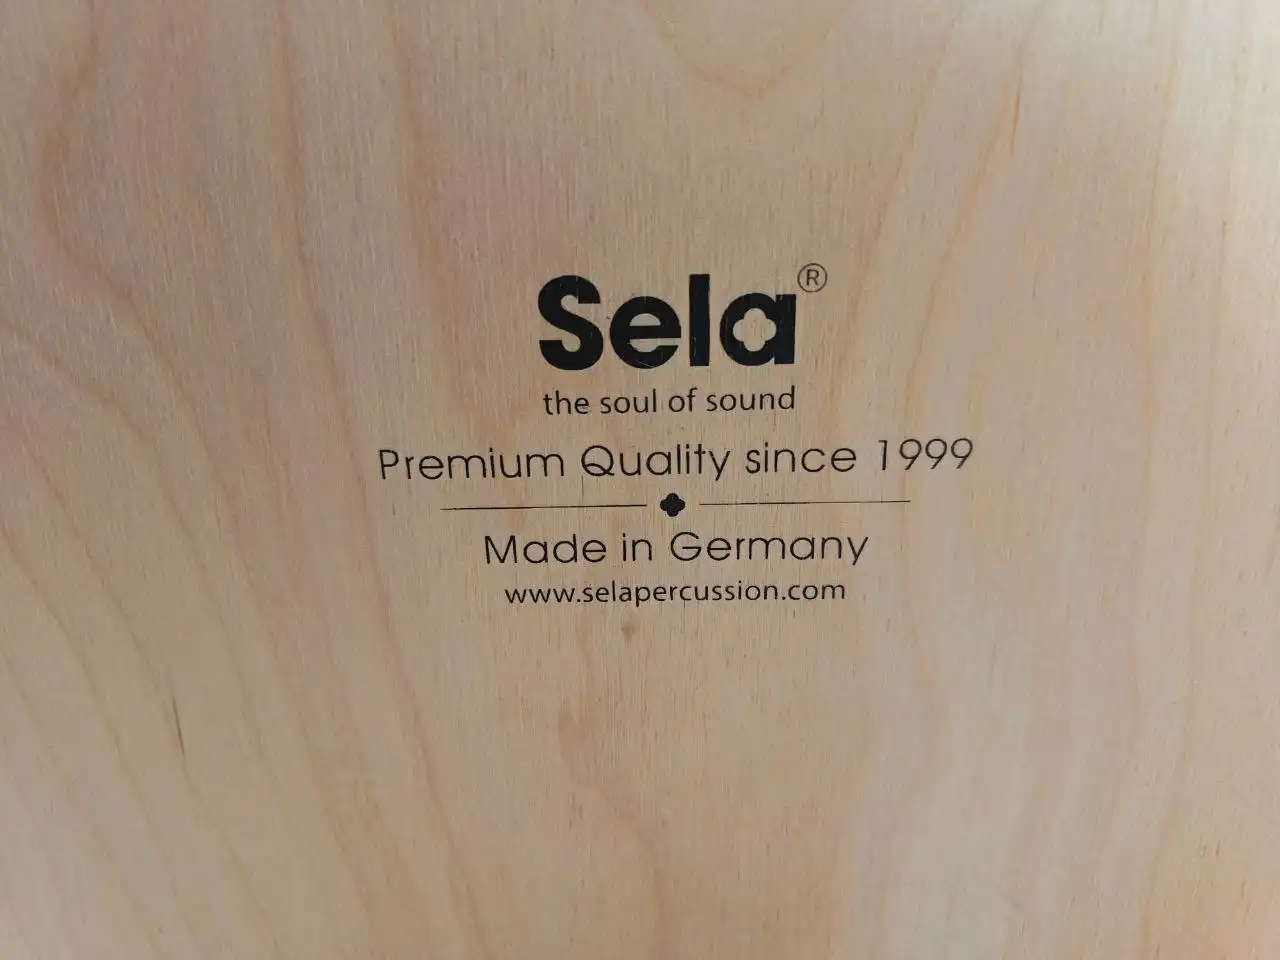 Sela®
the soul of sound
Premium Quality since 1999
Made in Germany
www.selapercussion.com